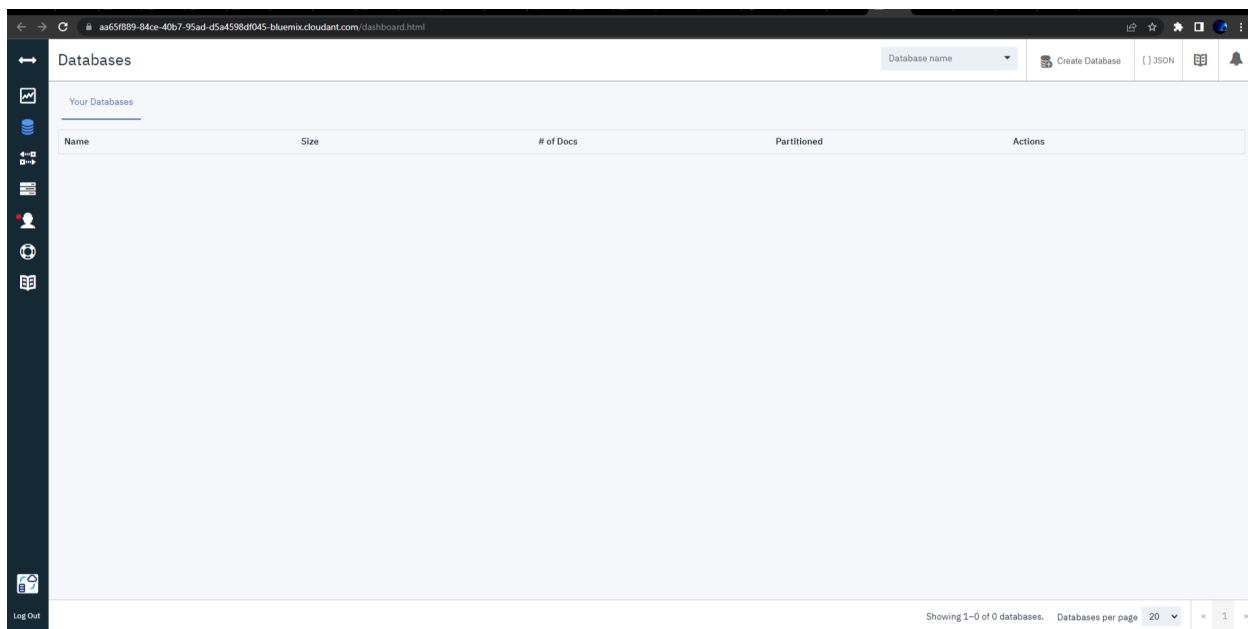 aa65f889-84ce-40b7-95ad-d5a4598df045-bluemix.cloudant.com/dashboard.html
Databases
Database name
Create Database
{ } JSON
Your Databases
Name Size # of Docs Partitioned Actions
Log Out
Showing 1–0 of 0 databases. Databases per page 20 « 1 »